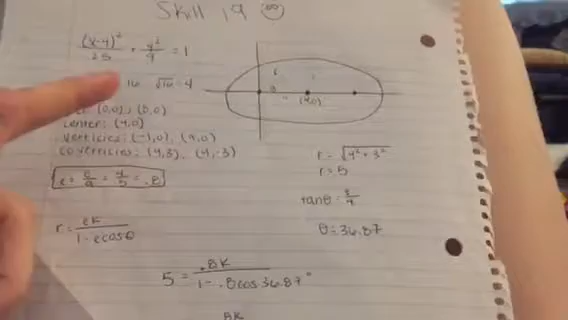 Skill 19
(x-4)²/25 + y²/9 = 1
16 √16 = 4
(0,0), (8,0)
center: (4,0)
verticies: (-1,0), (9,0)
covertices: (4,3), (4,-3)
e = c/a = 4/5 = .8
(4,0)
r = √4²+3²
r = 5
tanθ = 3/4
θ = 36.87
r = ek/1-ecosθ
5 = .8K/1-.8cos36.87°
.8K